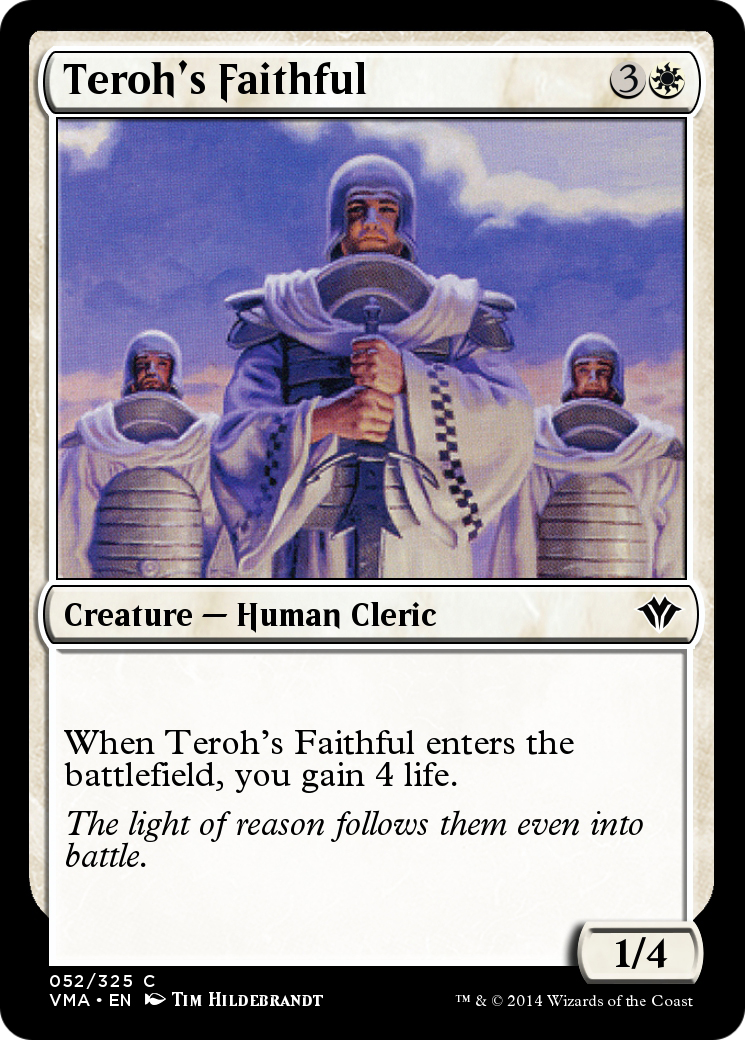 Teroh's Faithful 3
Creature — Human Cleric
When Teroh's Faithful enters the
battlefield, you gain 4 life.
The light of reason follows them even into
battle.
1/4
052/325 C
VMA • EN Tim Hildebrandt
™ & © 2014 Wizards of the Coast